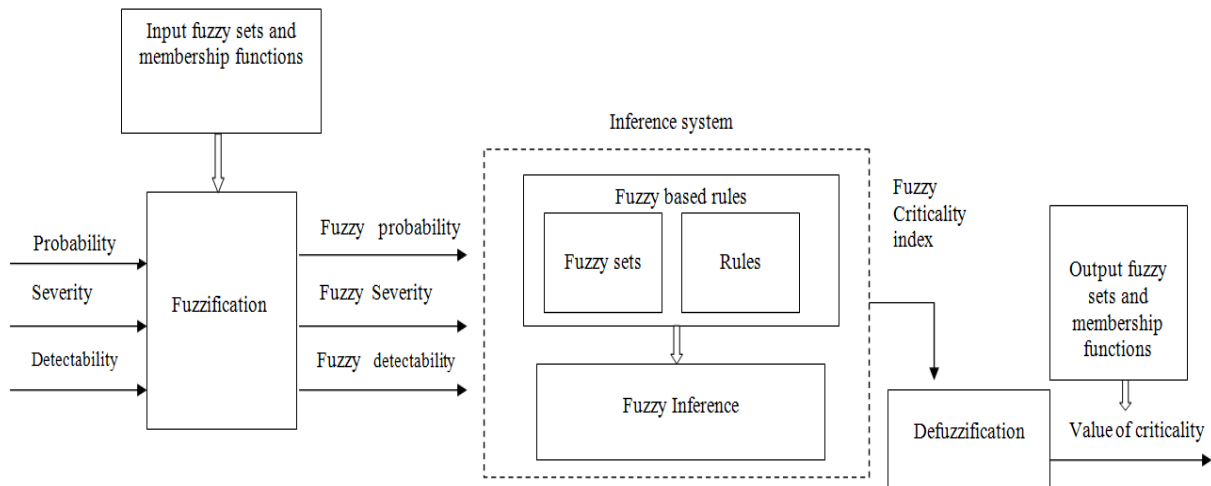 Input fuzzy sets and
membership functions
Probability
Severity
Detectability
Fuzzification
Fuzzy probability
Fuzzy Severity
Fuzzy detectability
Inference system
Fuzzy based rules
Fuzzy sets
Rules
Fuzzy Inference
Fuzzy
Criticality
index
Defuzzification
Output fuzzy
sets and
membership
functions
Value of criticality